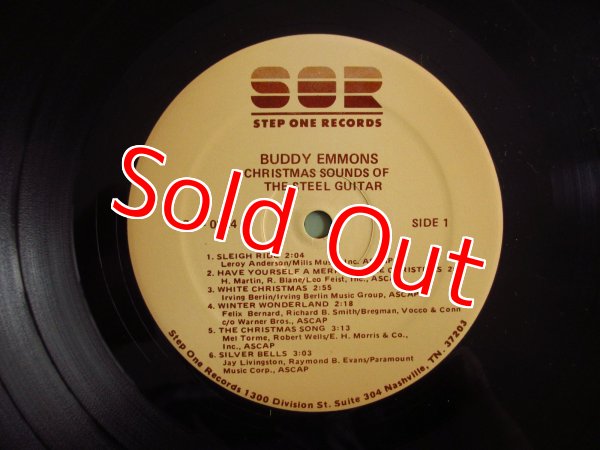 SOR
STEP ONE RECORDS
BUDDY EMMONS
CHRISTMAS SOUNDS OF
THE STEEL GUITAR
Sold Out
SIDE 1
1. SLEIGH RIDE 2:04
Leroy Anderson/Mills Music, Inc. ASCAP
2. HAVE YOURSELF A MERRY CHRISTMAS
H. Martin, R. Blane/Leo Feist, Inc., ASCAP
3. WHITE CHRISTMAS 2:55
Irving Berlin/Irving Berlin Music Group, ASCAP
4. WINTER WONDERLAND 2:18
Felix Bernard, Richard B. Smith/Bregman, Vocco & Conn
c/o Warner Bros., ASCAP
5. THE CHRISTMAS SONG 3:13
Mel Torme, Robert Wells/E. H. Morris & Co.,
Inc., ASCAP
6. SILVER BELLS 3:03
Jay Livingston, Raymond B. Evans/Paramount
Music Corp., ASCAP
Step One Records 1300 Division St. Suite 304 Nashville, TN. 37203